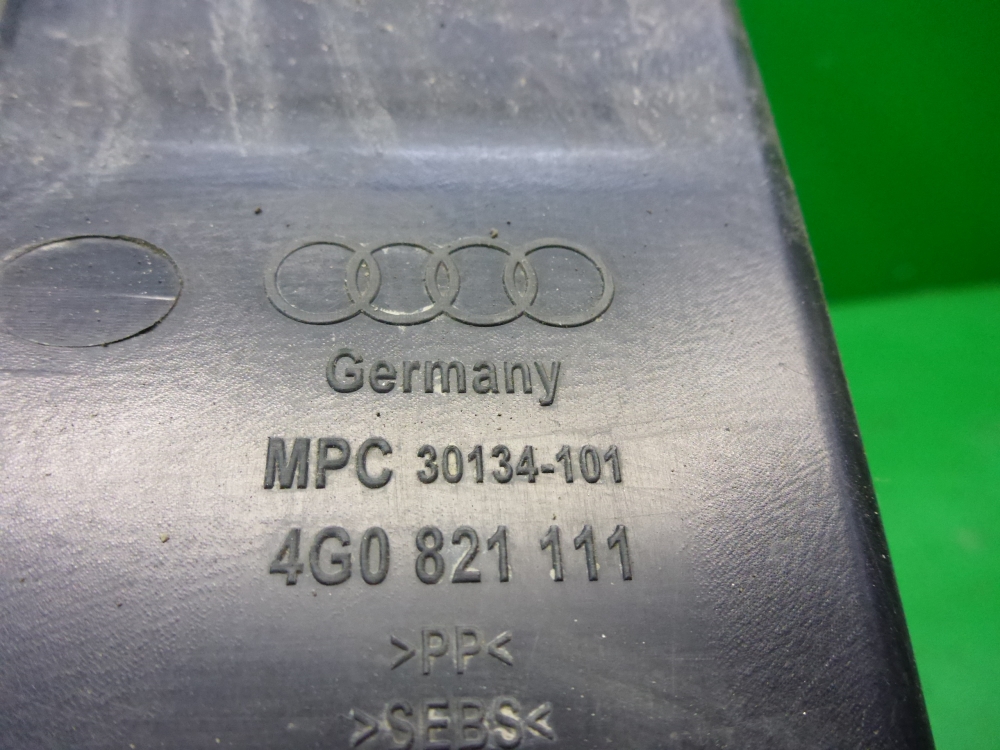 Germany
MPC 30134-101
4G0 821 111
>PP<
>SEBS<